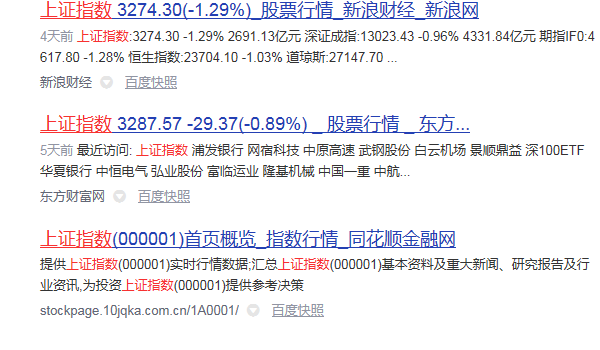 上证指数 3274.30(-1.29%)_股票行情_新浪财经_新浪网
4天前 上证指数:3274.30 -1.29% 2691.13亿元 深证成指:13023.43 -0.96% 4331.84亿元 期指IF0:4
617.80 -1.28% 恒生指数:23704.10 -1.03% 道琼斯:27147.70 ...
新浪财经 百度快照
上证指数 3287.57 -29.37(-0.89%) _ 股票行情 _ 东方...
5天前 最近访问: 上证指数 浦发银行 网宿科技 中原高速 武钢股份 白云机场 景顺鼎益 深100ETF
华夏银行 中恒电气 弘业股份 富临运业 隆基机械 中国一重 中航...
东方财富网 百度快照
上证指数(000001)首页概览_指数行情_同花顺金融网
提供上证指数(000001)实时行情数据;汇总上证指数(000001)基本资料及重大新闻、研究报告及行
业资讯,为投资上证指数(000001)提供参考决策
stockpage.10jqka.com.cn/1A0001/ 百度快照